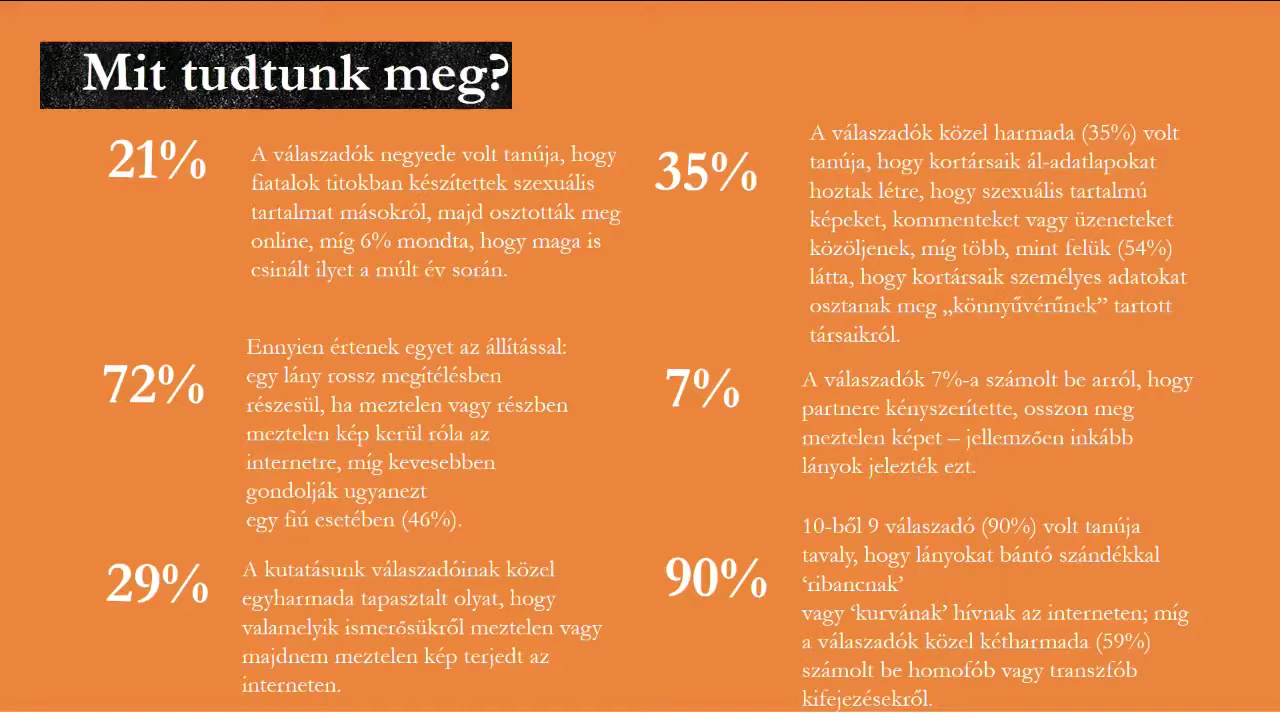 Mit tudtunk meg?
21%
A válaszadók negyede volt tanúja, hogy
fiatalok titokban készítettek szexuális
tartalmat másokról, majd osztották meg
online, míg 6% mondta, hogy maga is
csinált ilyet a múlt év során.
72%
Ennyien értenek egyet az állítással:
egy lány rossz megítélésben
részesül, ha meztelen vagy részben
meztelen kép kerül róla az
internetre, míg kevesebben
gondolják ugyanezt
egy fiú esetében (46%).
29%
A kutatásunk válaszadóinak közel
egyharmada tapasztalt olyat, hogy
valamelyik ismerősükről meztelen vagy
majdnem meztelen kép terjedt az
interneten.
35%
A válaszadók közel harmada (35%) volt
tanúja, hogy kortársaik ál-adatlapokat
hoztak létre, hogy szexuális tartalmú
képeket, kommenteket vagy üzeneteket
közöljenek, míg több, mint felük (54%)
látta, hogy kortársaik személyes adatokat
osztanak meg „könnyűvérűnek” tartott
társaikról.
7%
A válaszadók 7%-a számolt be arról, hogy
partnere kényszerítette, osszon meg
meztelen képet – jellemzően inkább
lányok jelezték ezt.
90%
10-ből 9 válaszadó (90%) volt tanúja
tavaly, hogy lányokat bántó szándékkal
‘ribancnak’
vagy ‘kurvának’ hívnak az interneten; míg
a válaszadók közel kétharmada (59%)
számolt be homofób vagy transzfób
kifejezésekről.